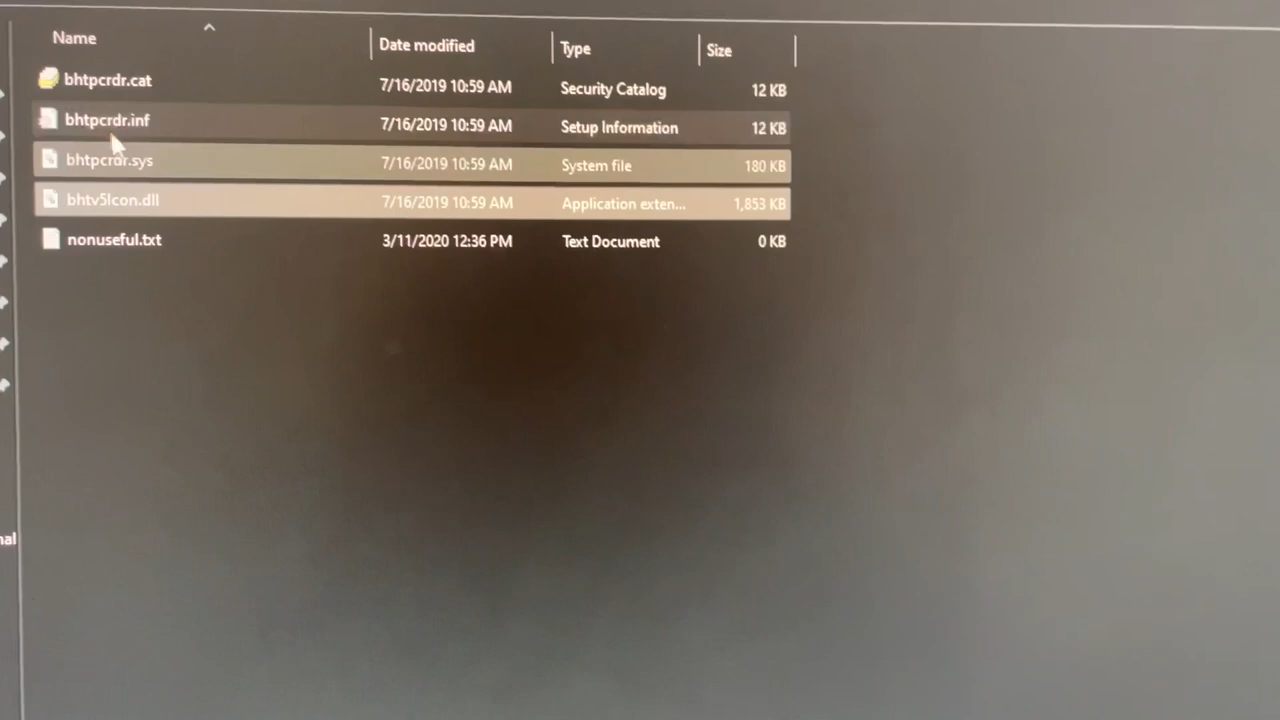 Name Date modified Type Size
bhtpcrdr.cat 7/16/2019 10:59 AM Security Catalog 12 KB
bhtpcrdr.inf 7/16/2019 10:59 AM Setup Information 12 KB
bhtpcrdr.sys 7/16/2019 10:59 AM System file 180 KB
bhtv5Icon.dll 7/16/2019 10:59 AM Application exten... 1,853 KB
nonuseful.txt 3/11/2020 12:36 PM Text Document 0 KB
nal